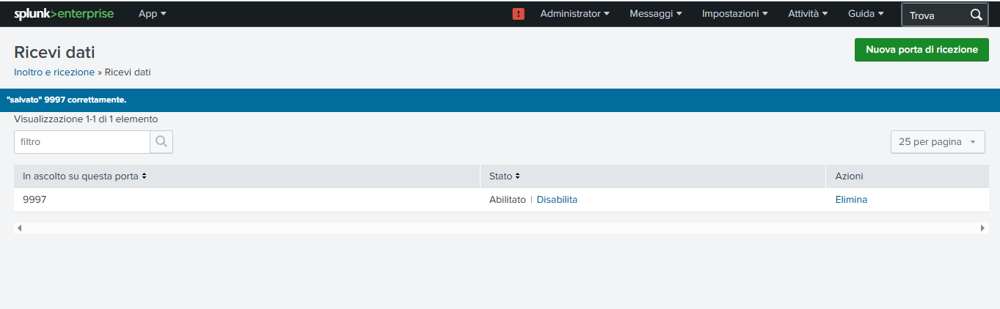 splunk>enterprise App Administrator Messaggi Impostazioni Attività Guida Trova
Ricevi dati Nuova porta di ricezione
Inoltro e ricezione » Ricevi dati
"salvato" 9997 correttamente.
Visualizzazione 1-1 di 1 elemento
filtro 25 per pagina
In ascolto su questa porta Stato Azioni
9997 Abilitato | Disabilita Elimina